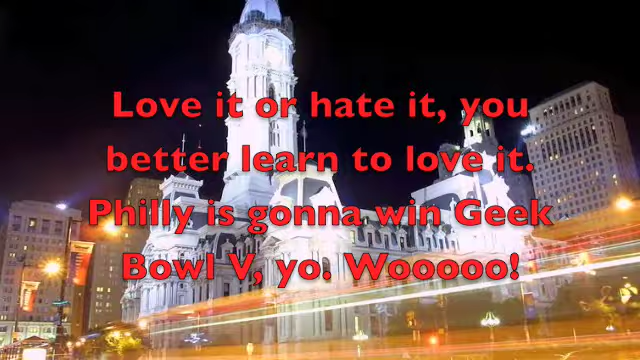 Love it or hate it, you
better learn to love it.
Philly is gonna win Geek
Bowl V, yo. Wooooo!